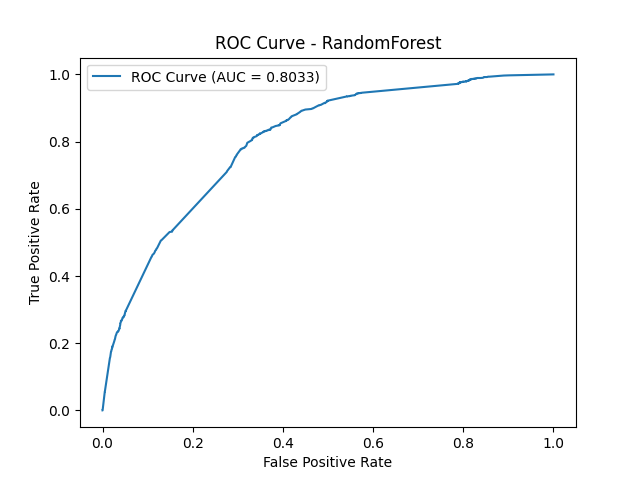 ROC Curve - RandomForest
ROC Curve (AUC = 0.8033)
True Positive Rate
1.0
0.8
0.6
0.4
0.2
0.0
0.0 0.2 0.4 0.6 0.8 1.0
False Positive Rate